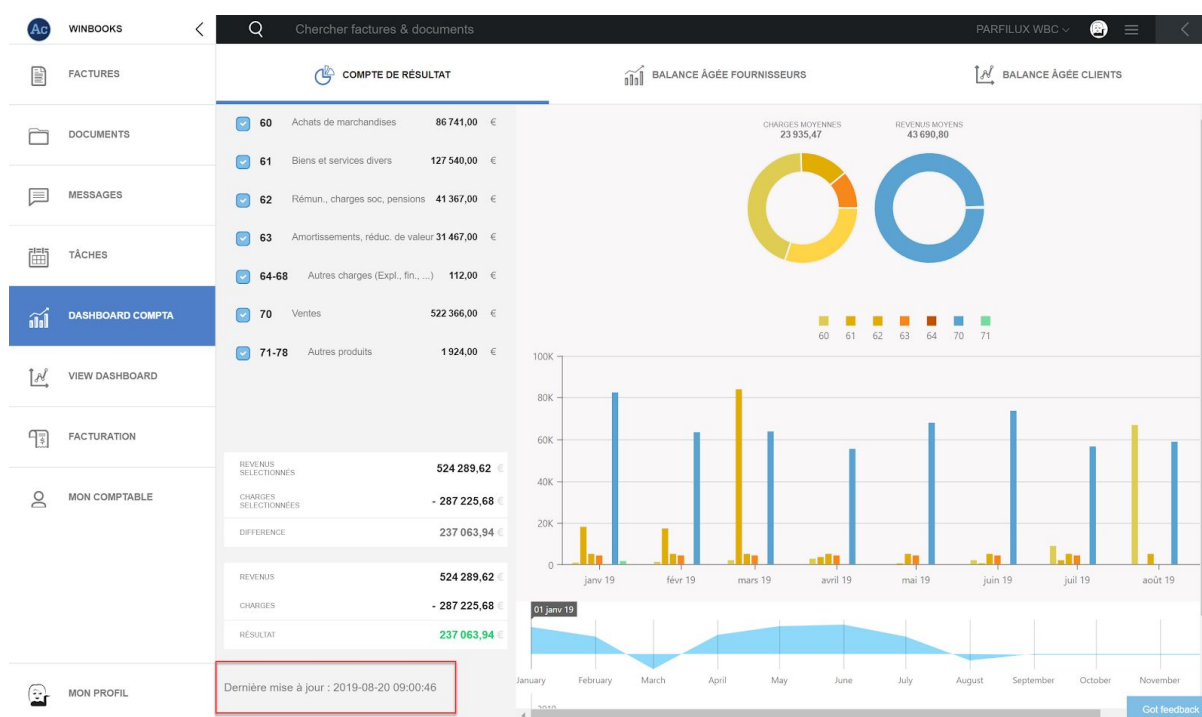 Ac WINBOOKS
Chercher factures & documents
PARFILUX WBC
FACTURES
COMPTE DE RÉSULTAT
BALANCE ÂGÉE FOURNISSEURS
BALANCE ÂGÉE CLIENTS
DOCUMENTS
MESSAGES
TÂCHES
DASHBOARD COMPTA
VIEW DASHBOARD
FACTURATION
MON COMPTABLE
MON PROFIL
60 Achats de marchandises 86 741,00 €
61 Biens et services divers 127 540,00 €
62 Rémun., charges soc, pensions 41 367,00 €
63 Amortissements, réduc. de valeur 31 467,00 €
64-68 Autres charges (Expl., fin., ...) 112,00 €
70 Ventes 522 366,00 €
71-78 Autres produits 1 924,00 €
REVENUS
SELECTIONNÉS 524 289,62 €
CHARGES
SELECTIONNÉES - 287 225,68 €
DIFFERENCE 237 063,94 €
REVENUS 524 289,62 €
CHARGES - 287 225,68 €
RÉSULTAT 237 063,94 €
Dernière mise à jour : 2019-08-20 09:00:46
CHARGES MOYENNES
23 935,47
REVENUS MOYENS
43 690,80
60 61 62 63 64 70 71
100K
80K
60K
40K
20K
0
janv 19 févr 19 mars 19 avril 19 mai 19 juin 19 juil 19 août 19
01 janv 19
January February March April May June July August September October November
2019
Got feedback